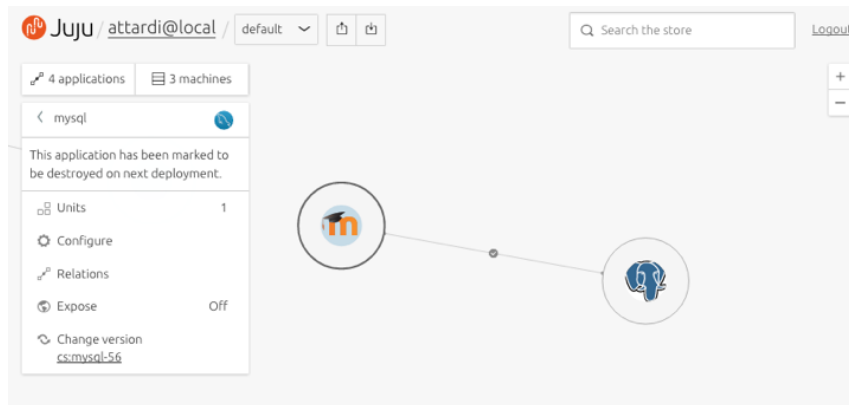 Juju / attardi@local / default
Search the store
Logout
4 applications
3 machines
mysql
This application has been marked to
be destroyed on next deployment.
Units 1
Configure
Relations
Expose Off
Change version
cs:mysql-56
m
+
−